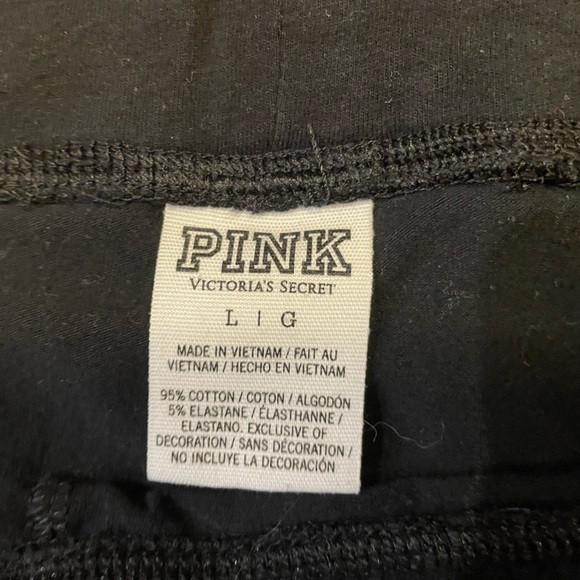 PINK
VICTORIA'S SECRET
L | G
MADE IN VIETNAM / FAIT AU
VIETNAM / HECHO EN VIETNAM
95% COTTON / COTON / ALGODÓN
5% ELASTANE / ÉLASTHANNE /
ELASTANO. EXCLUSIVE OF
DECORATION / SANS DÉCORATION /
NO INCLUYE LA DECORACIÓN